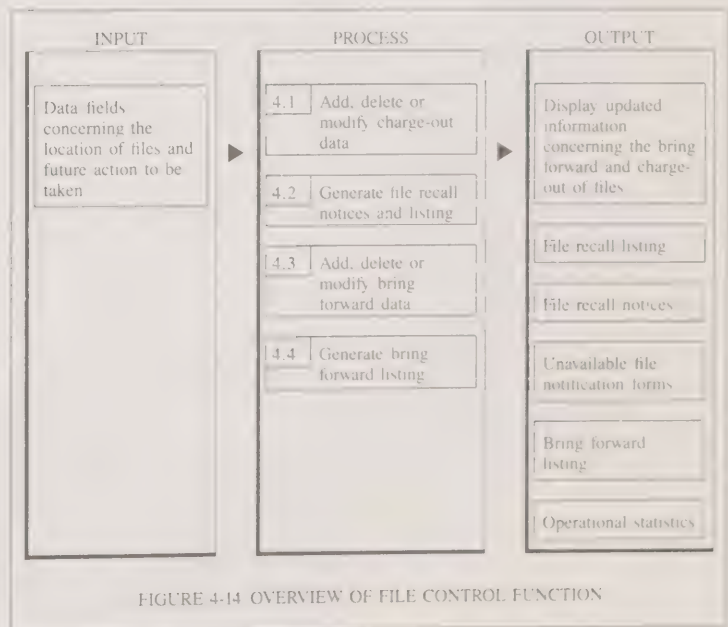 INPUT
Data fields
concerning the
location of files and
future action to be
taken
PROCESS
4.1 Add, delete or
modify charge-out
data
4.2 Generate file recall
notices and listing
4.3 Add, delete or
modify bring
forward data
4.4 Generate bring
forward listing
OUTPUT
Display updated
information
concerning the bring
forward and charge-
out of files
File recall listing
File recall notices
Unavailable file
notification forms
Bring forward
listing
Operational statistics
FIGURE 4-14 OVERVIEW OF FILE CONTROL FUNCTION